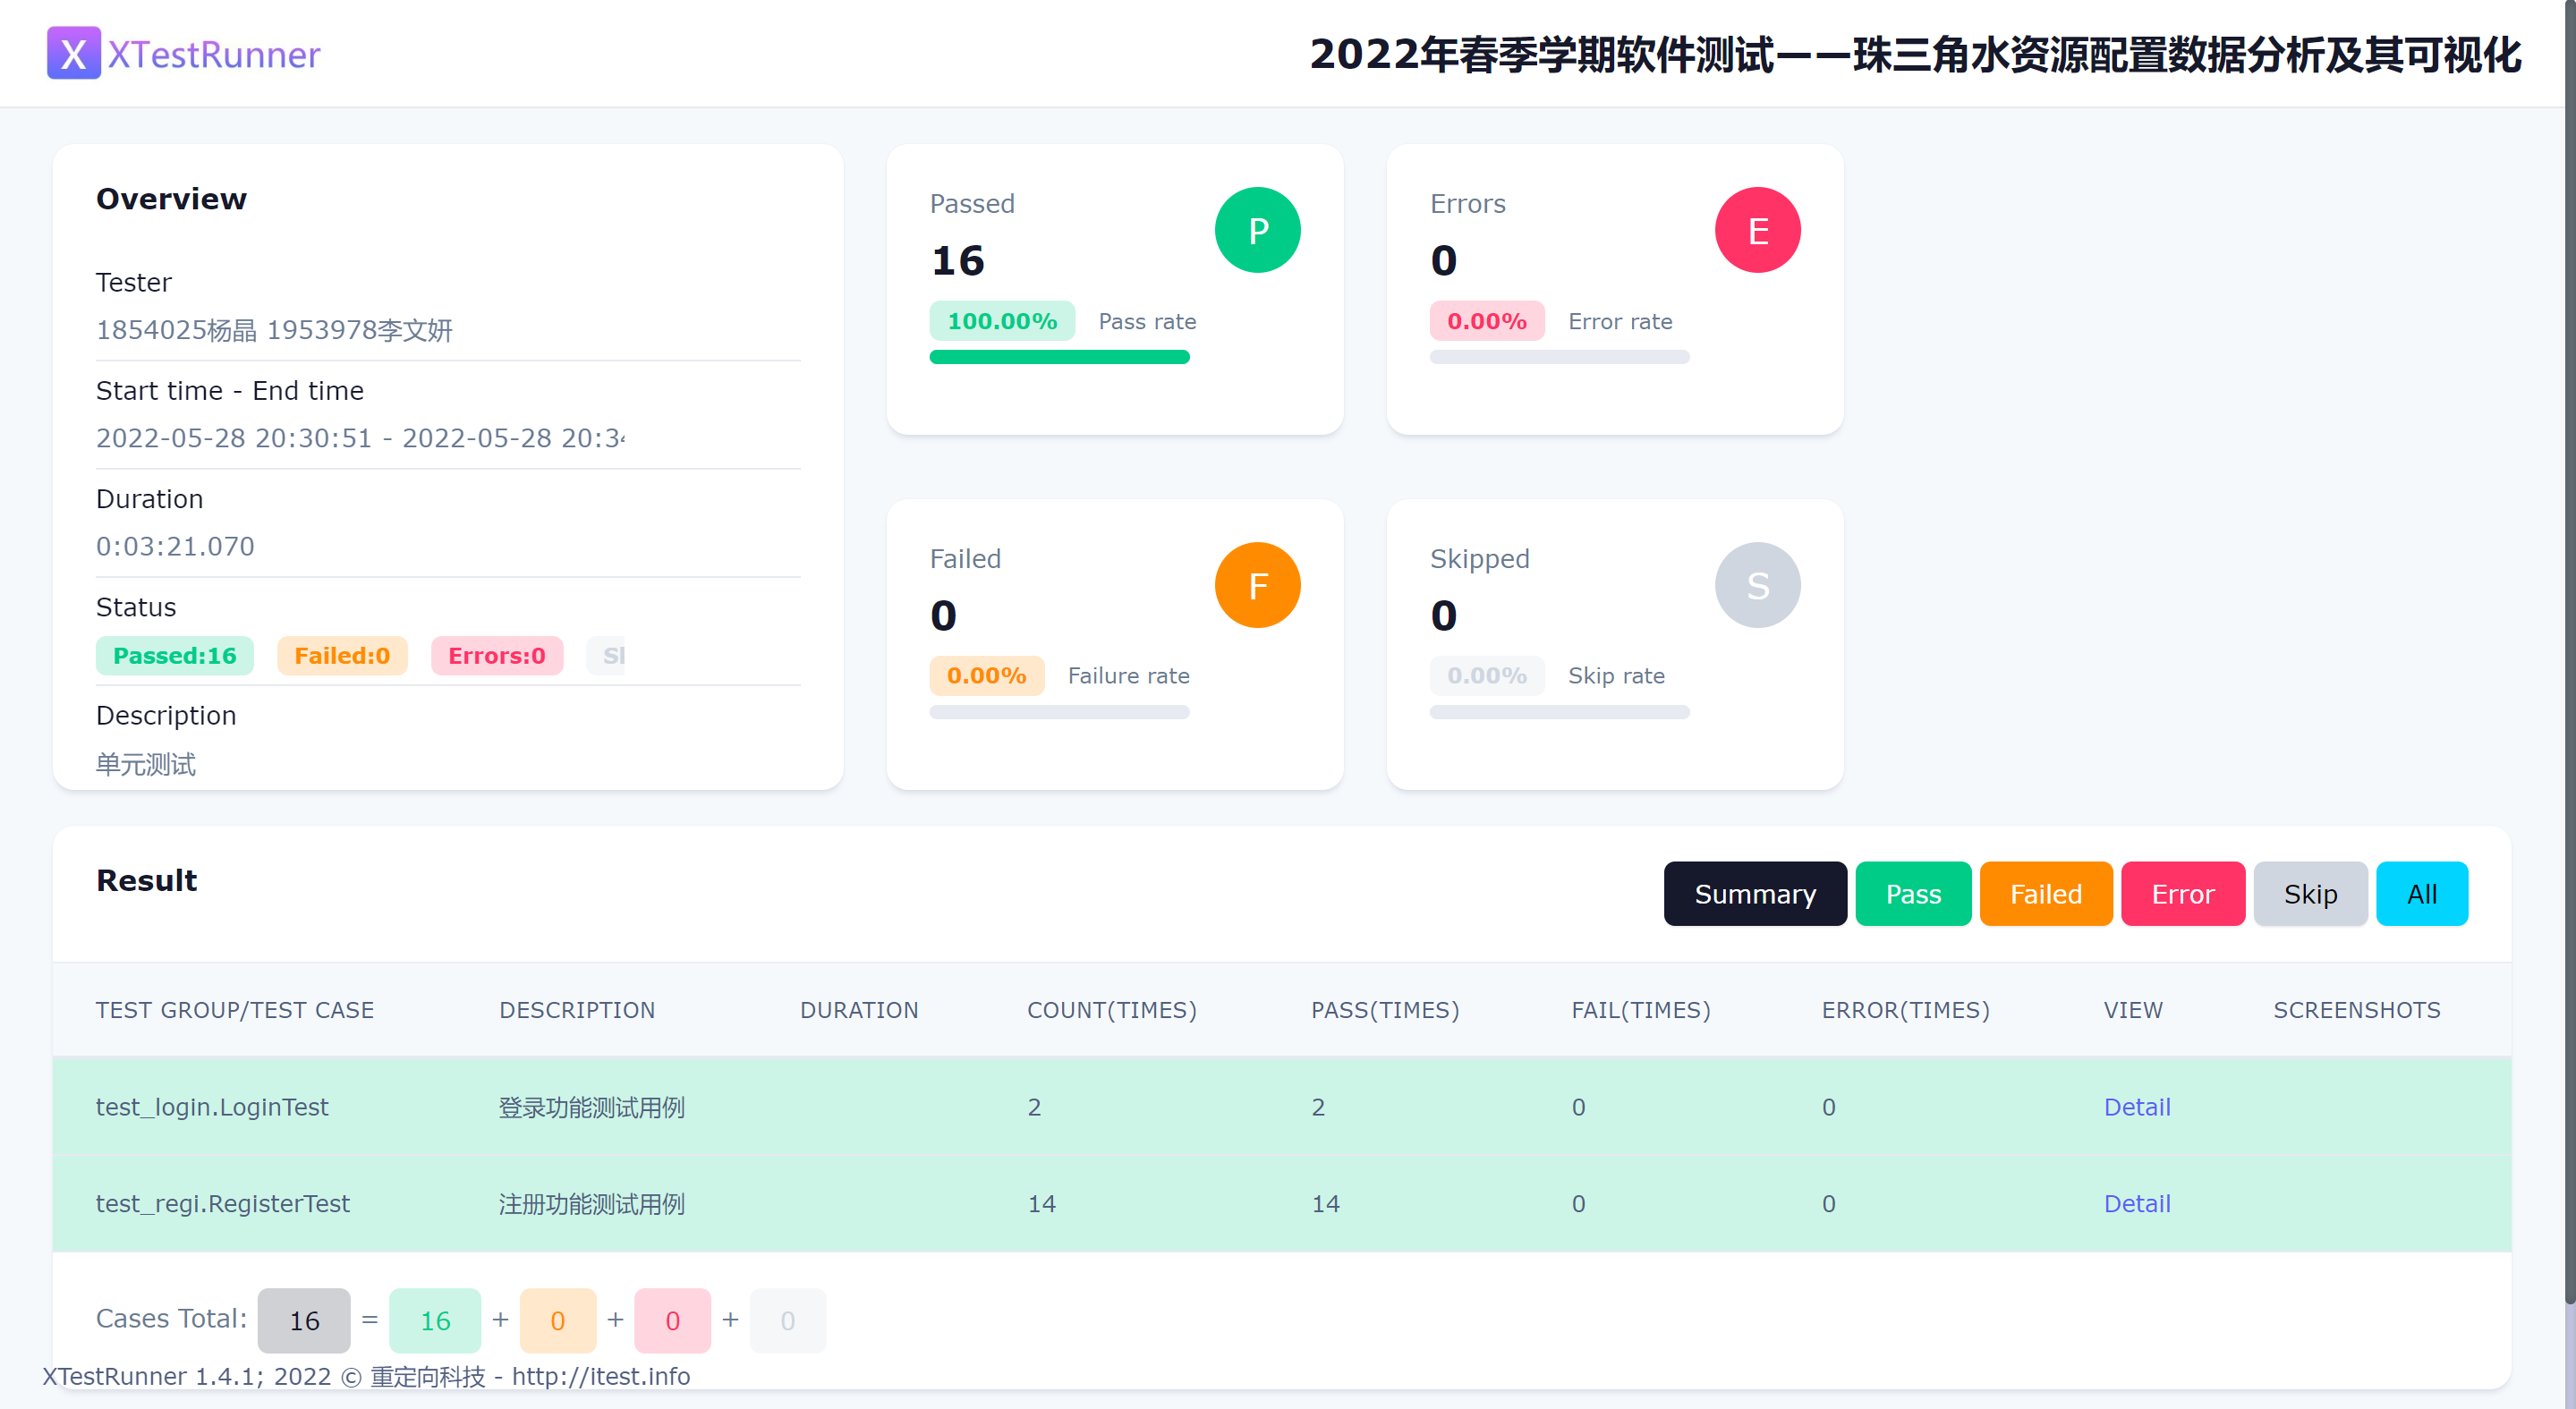 X XTestRunner
2022年春季学期软件测试——珠三角水资源配置数据分析及其可视化
Overview
Tester
1854025杨晶 1953978李文妍
Start time - End time
2022-05-28 20:30:51 - 2022-05-28 20:34
Duration
0:03:21.070
Status
Passed:16 Failed:0 Errors:0
Description
单元测试
Passed
P
16
100.00% Pass rate
Errors
E
0
0.00% Error rate
Failed
F
0
0.00% Failure rate
Skipped
S
0
0.00% Skip rate
Result
Summary Pass Failed Error Skip All
TEST GROUP/TEST CASE DESCRIPTION DURATION COUNT(TIMES) PASS(TIMES) FAIL(TIMES) ERROR(TIMES) VIEW SCREENSHOTS
test_login.LoginTest 登录功能测试用例 2 2 0 0 Detail
test_regi.RegisterTest 注册功能测试用例 14 14 0 0 Detail
Cases Total: 16 = 16 + 0 + 0 + 0
XTestRunner 1.4.1; 2022 © 重定向科技 - http://itest.info